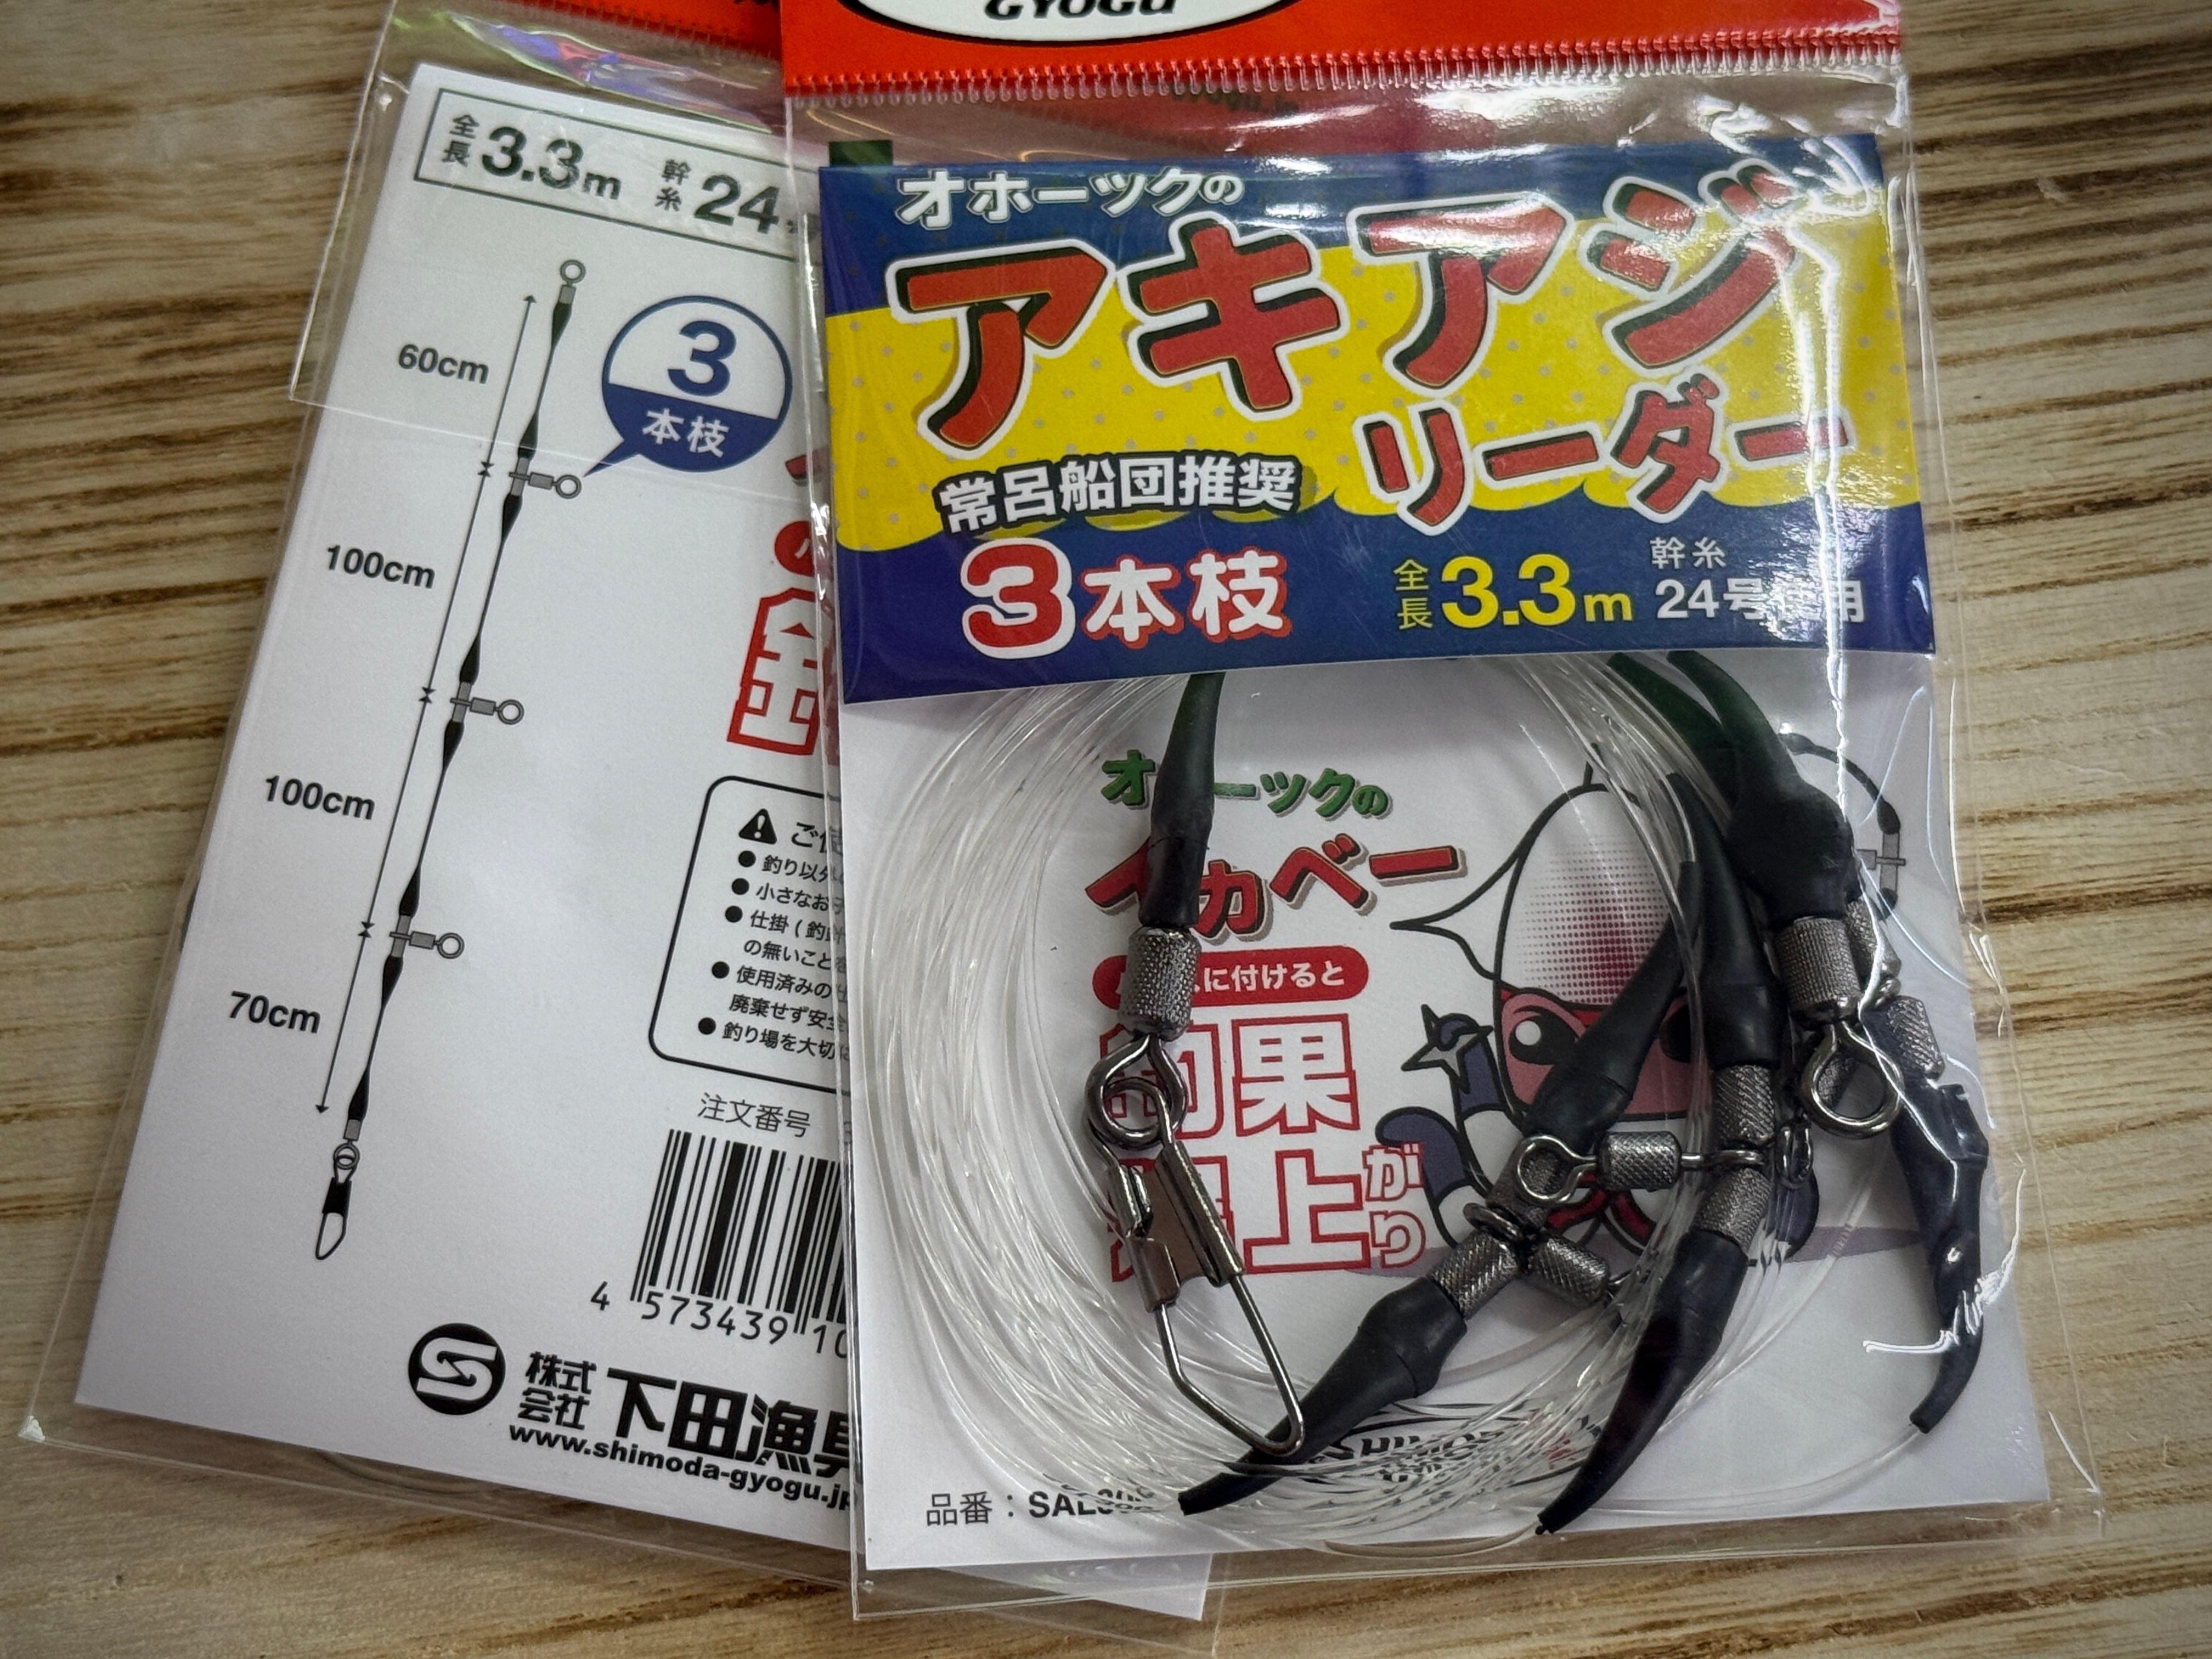 全長3.3m 幹糸24
60cm
3
本枝
100cm
100cm
70cm
釣り以外
小さなお子
仕掛(釣
の無いこと
使用済みの
廃棄せず安全
釣り場を大切に
注文番号
4 573439 10
株式会社下田漁具
www.shimoda-gyogu.jp
GYOGU
オホーツクの
アキアジ
リーダー
常呂船団推奨
3本枝 全長3.3m 幹糸24号使用
オホーツクの
イカベー
に付けると
釣果
上がり
品番：